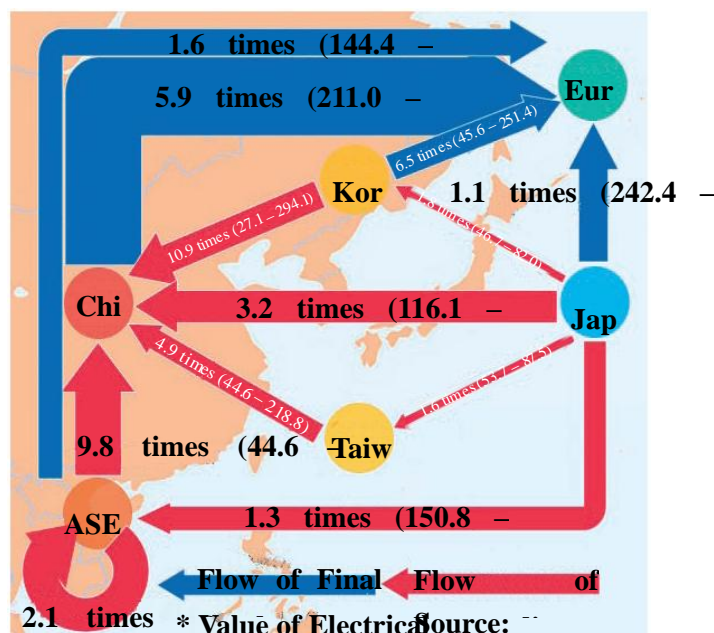 1.6 times (144.4 –
5.9 times (211.0 –
Eur
6.5 times (45.6 – 251.4)
Kor
1.1 times (242.4 –
10.9 times (27.1 – 294.1)
Chi
3.2 times (116.1 –
Jap
4.9 times (44.6 – 218.8)
9.8 times (44.6 –
Taiw
ASE
1.3 times (150.8 –
Flow of Final
Flow of
2.1 times
* Value of Electrical
Source: